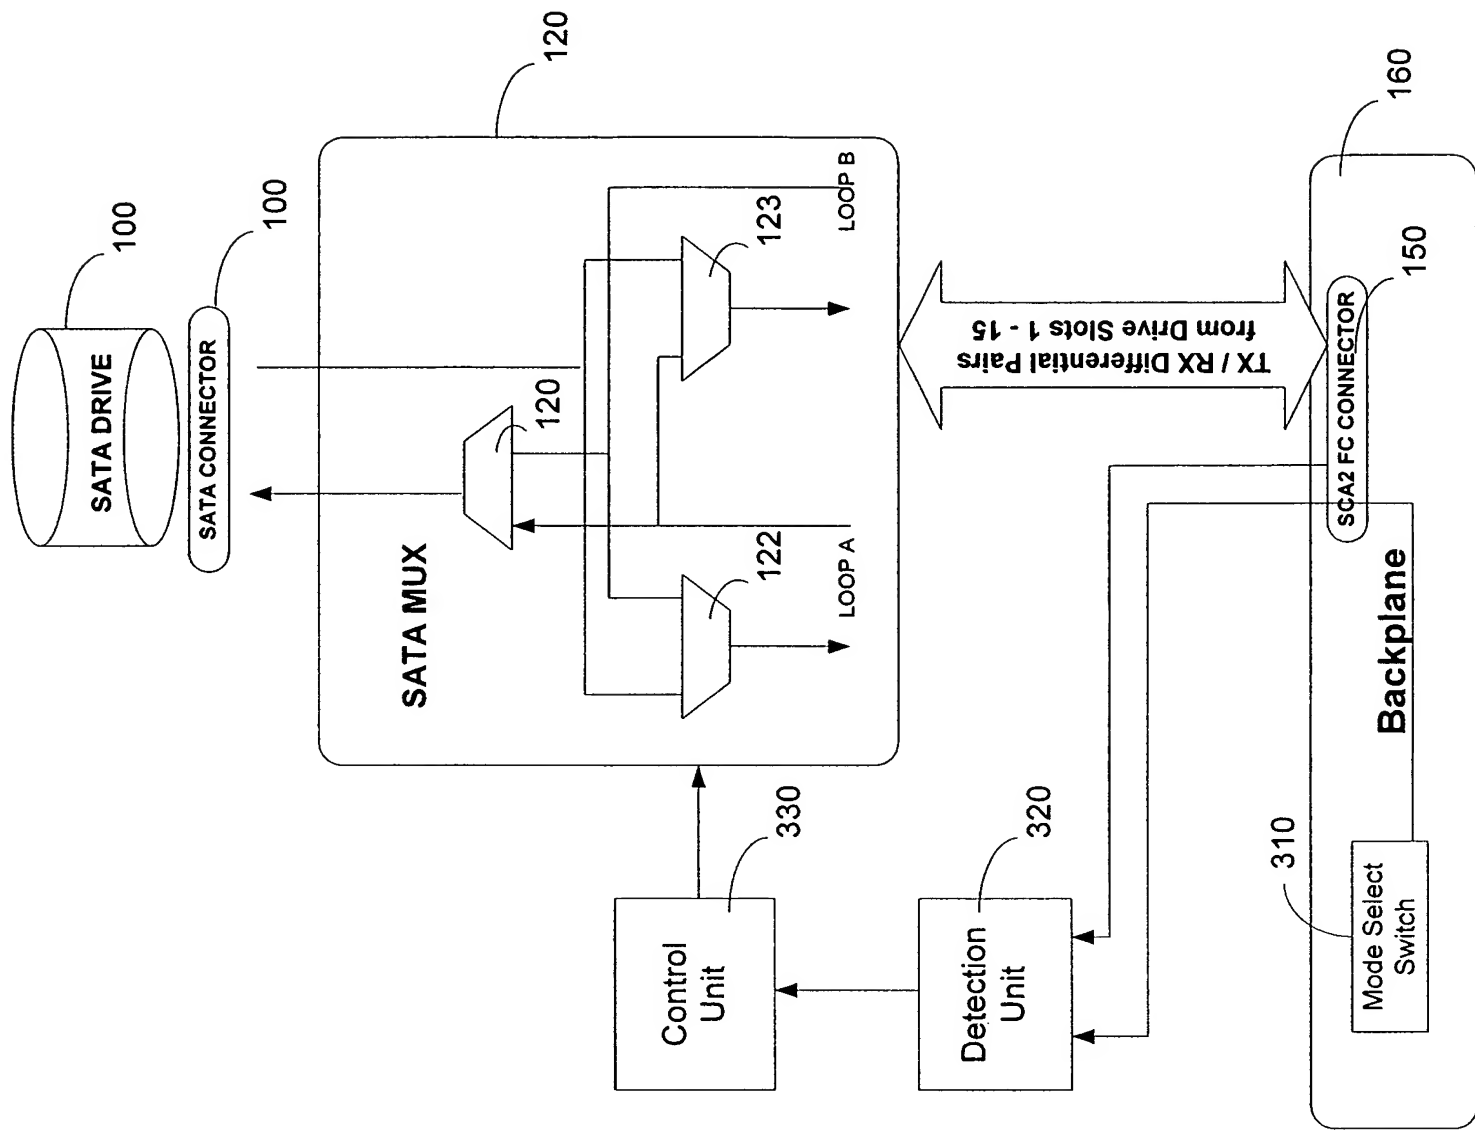 100
SATA DRIVE
100
SATA CONNECTOR
120
SATA MUX
120
122
123
LOOP A
LOOP B
Control
Unit
330
Detection
Unit
320
TX / RX Differential Pairs
from Drive Slots 1 - 15
160
150
SCA2 FC CONNECTOR
Backplane
310
Mode Select
Switch